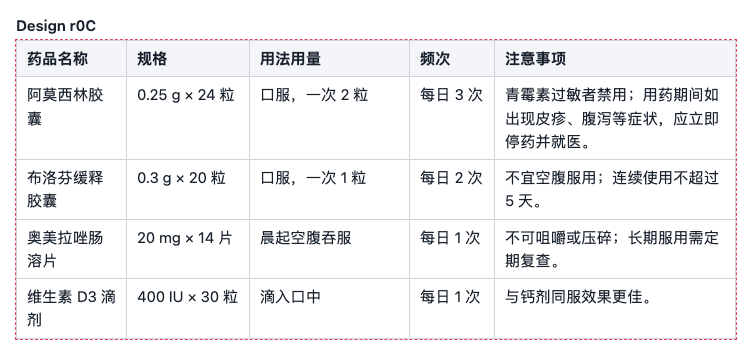 Design r0C
药品名称 规格 用法用量 频次 注意事项
阿莫西林胶囊 0.25 g × 24 粒 口服，一次 2 粒 每日 3 次 青霉素过敏者禁用；用药期间如出现皮疹、腹泻等症状，应立即停药并就医。
布洛芬缓释胶囊 0.3 g × 20 粒 口服，一次 1 粒 每日 2 次 不宜空腹服用；连续使用不超过 5 天。
奥美拉唑肠溶片 20 mg × 14 片 晨起空腹吞服 每日 1 次 不可咀嚼或压碎；长期服用需定期复查。
维生素 D3 滴剂 400 IU × 30 粒 滴入口中 每日 1 次 与钙剂同服效果更佳。